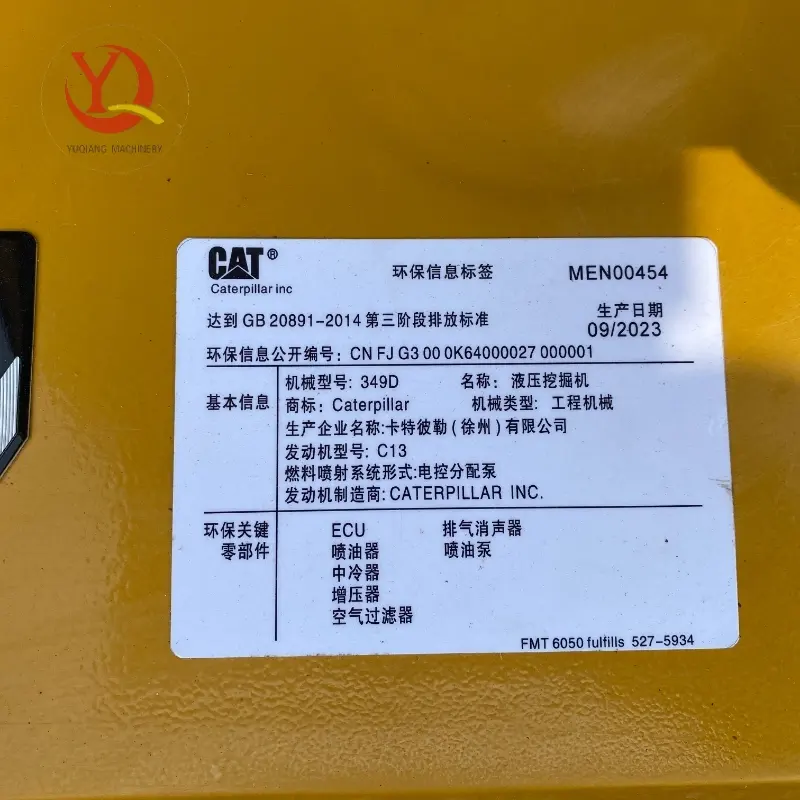 YQ
YUQIANG MACHINERY
CAT® 环保信息标签 MEN00454
Caterpillar inc
达到 GB 20891-2014 第三阶段排放标准 生产日期
09/2023
环保信息公开编号: CN FJ G3 00 0K64000027 000001
基本信息
机械型号: 349D 名称: 液压挖掘机
商标: Caterpillar 机械类型: 工程机械
生产企业名称:卡特彼勒(徐州)有限公司
发动机型号: C13
燃料喷射系统形式:电控分配泵
发动机制造商: CATERPILLAR INC.
环保关键 ECU 排气消声器
零部件 喷油器 喷油泵
中冷器
增压器
空气过滤器
FMT 6050 fulfills 527-5934